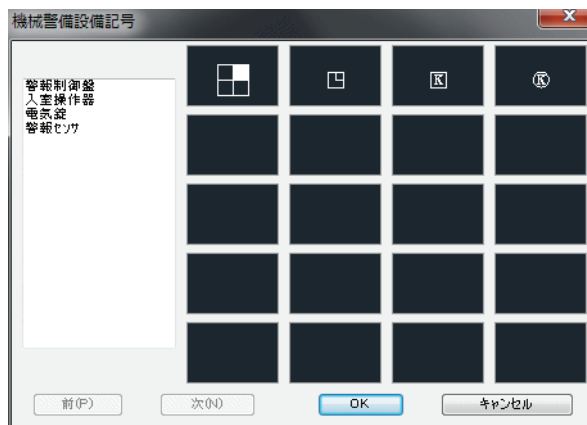 機械警備設備記号
X
警報制御盤
入室操作器
電気錠
警報センサ
K
K
前(P)
次(N)
OK
キャンセル